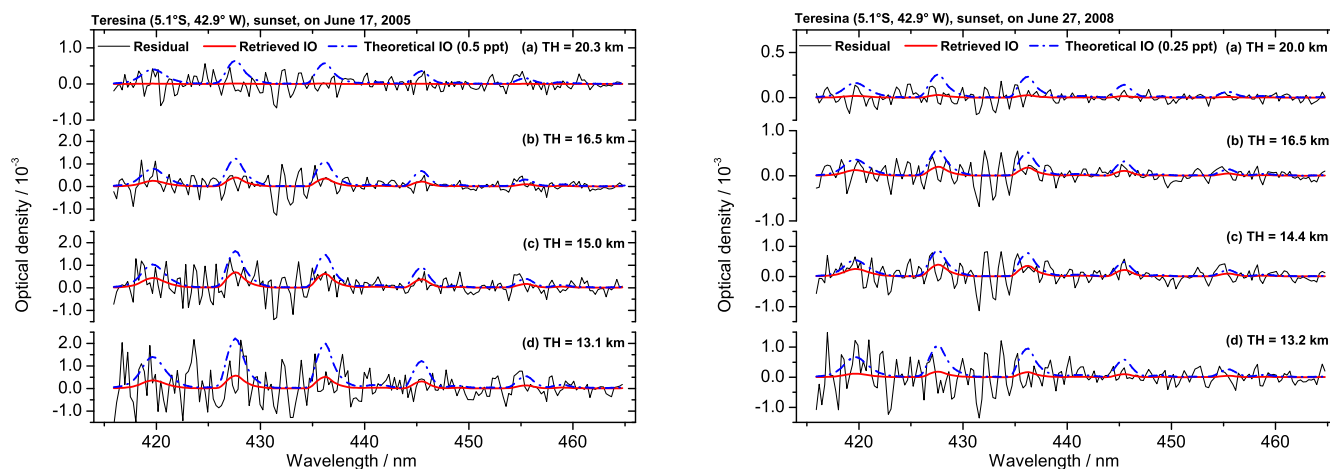 Teresina (5.1°S, 42.9° W), sunset, on June 17, 2005
Residual Retrieved IO Theoretical IO (0.5 ppt) (a) TH = 20.3 km
1.0
0.0
-1.0
2.0
(b) TH = 16.5 km
1.0
0.0
-1.0
2.0
(c) TH = 15.0 km
1.0
0.0
-1.0
2.0
(d) TH = 13.1 km
1.0
0.0
-1.0
420 430 440 450 460
Wavelength / nm
Optical density / 10⁻³
Teresina (5.1°S, 42.9° W), sunset, on June 27, 2008
Residual Retrieved IO Theoretical IO (0.25 ppt) (a) TH = 20.0 km
0.5
0.0
1.0
(b) TH = 16.5 km
0.0
-1.0
1.0
(c) TH = 14.4 km
0.0
-1.0
1.0
(d) TH = 13.2 km
0.0
-1.0
420 430 440 450 460
Wavelength / nm
Optical density / 10⁻³